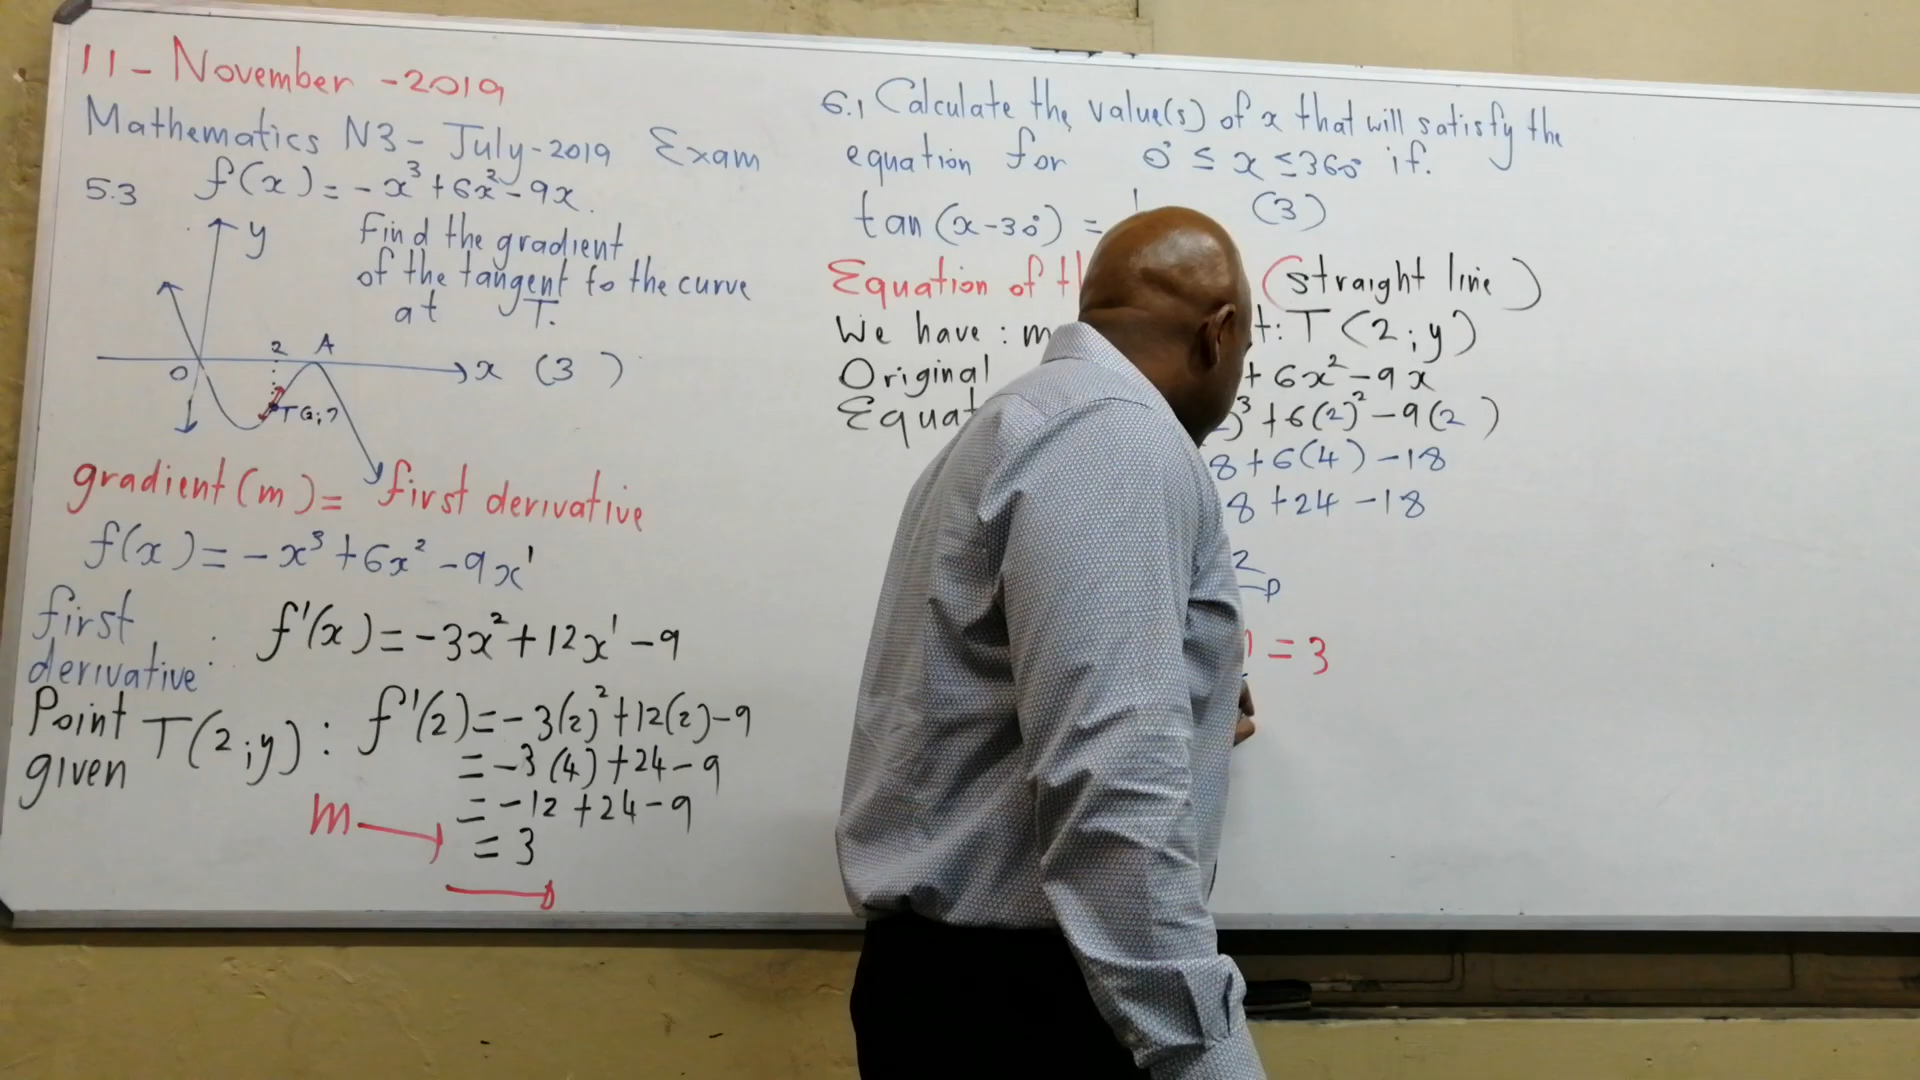 11 - November - 2019
Mathematics N3 - July - 2019 Exam
5.3 f(x) = -x³ + 6x² - 9x.
y
Find the gradient
of the tangent to the curve
at T.
2 A
0
x (3)
T
gradient (m) = first derivative
f(x) = -x³ + 6x² - 9x¹
first
derivative : f'(x) = -3x² + 12x¹ - 9
Point
given T(2;y) : f'(2) = -3(2)² + 12(2) - 9
= -3(4) + 24 - 9
= -12 + 24 - 9
m = 3
6.1 Calculate the value(s) of x that will satisfy the
equation for 0° ≤ x ≤ 360° if.
tan (x-30°) = (3)
Equation of (straight line)
We have : m T(2;y)
Original + 6x² - 9x
³ + 6(2)² - 9(2)
8 + 6(4) - 18
8 + 24 - 18
2
= 3